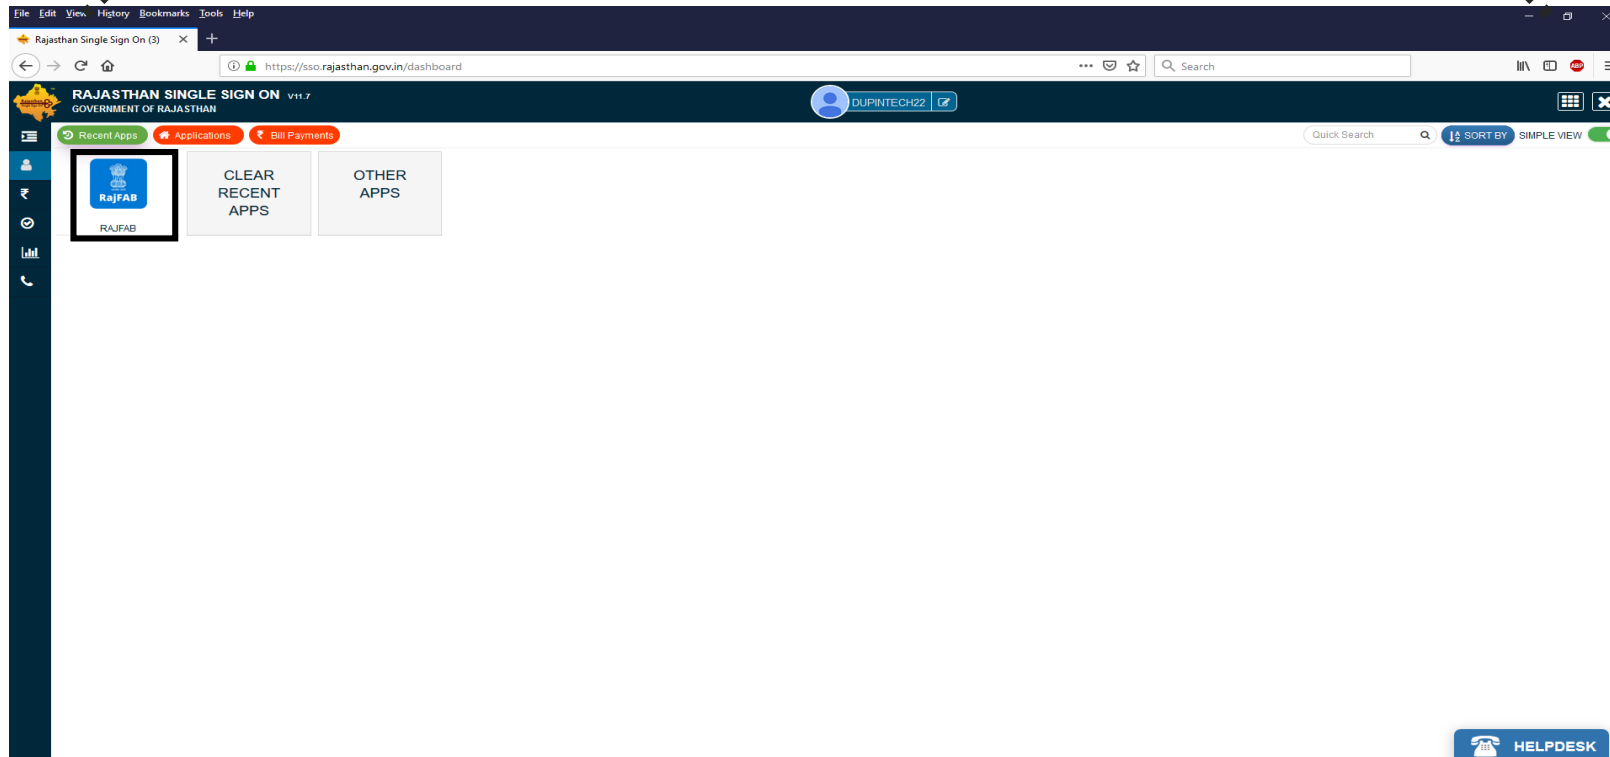 File Edit View History Bookmarks Tools Help
Rajasthan Single Sign On (3)
https://sso.rajasthan.gov.in/dashboard
Search
ABP
RAJASTHAN SINGLE SIGN ON V11.7
GOVERNMENT OF RAJASTHAN
DUPINTECH22
Recent Apps Applications ₹ Bill Payments
Quick Search
SORT BY SIMPLE VIEW
RajFAB
RAJFAB
CLEAR
RECENT
APPS
OTHER
APPS
₹
HELPDESK